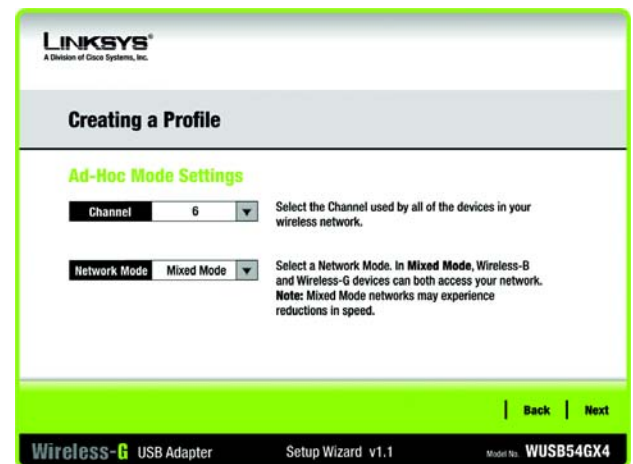 LINKSYS®
A Division of Cisco Systems, Inc.
Creating a Profile
Ad-Hoc Mode Settings
Channel 6
Select the Channel used by all of the devices in your
wireless network.
Network Mode Mixed Mode
Select a Network Mode. In Mixed Mode, Wireless-B
and Wireless-G devices can both access your network.
Note: Mixed Mode networks may experience
reductions in speed.
Back Next
Wireless-G USB Adapter Setup Wizard v1.1 Model No. WUSB54GX4